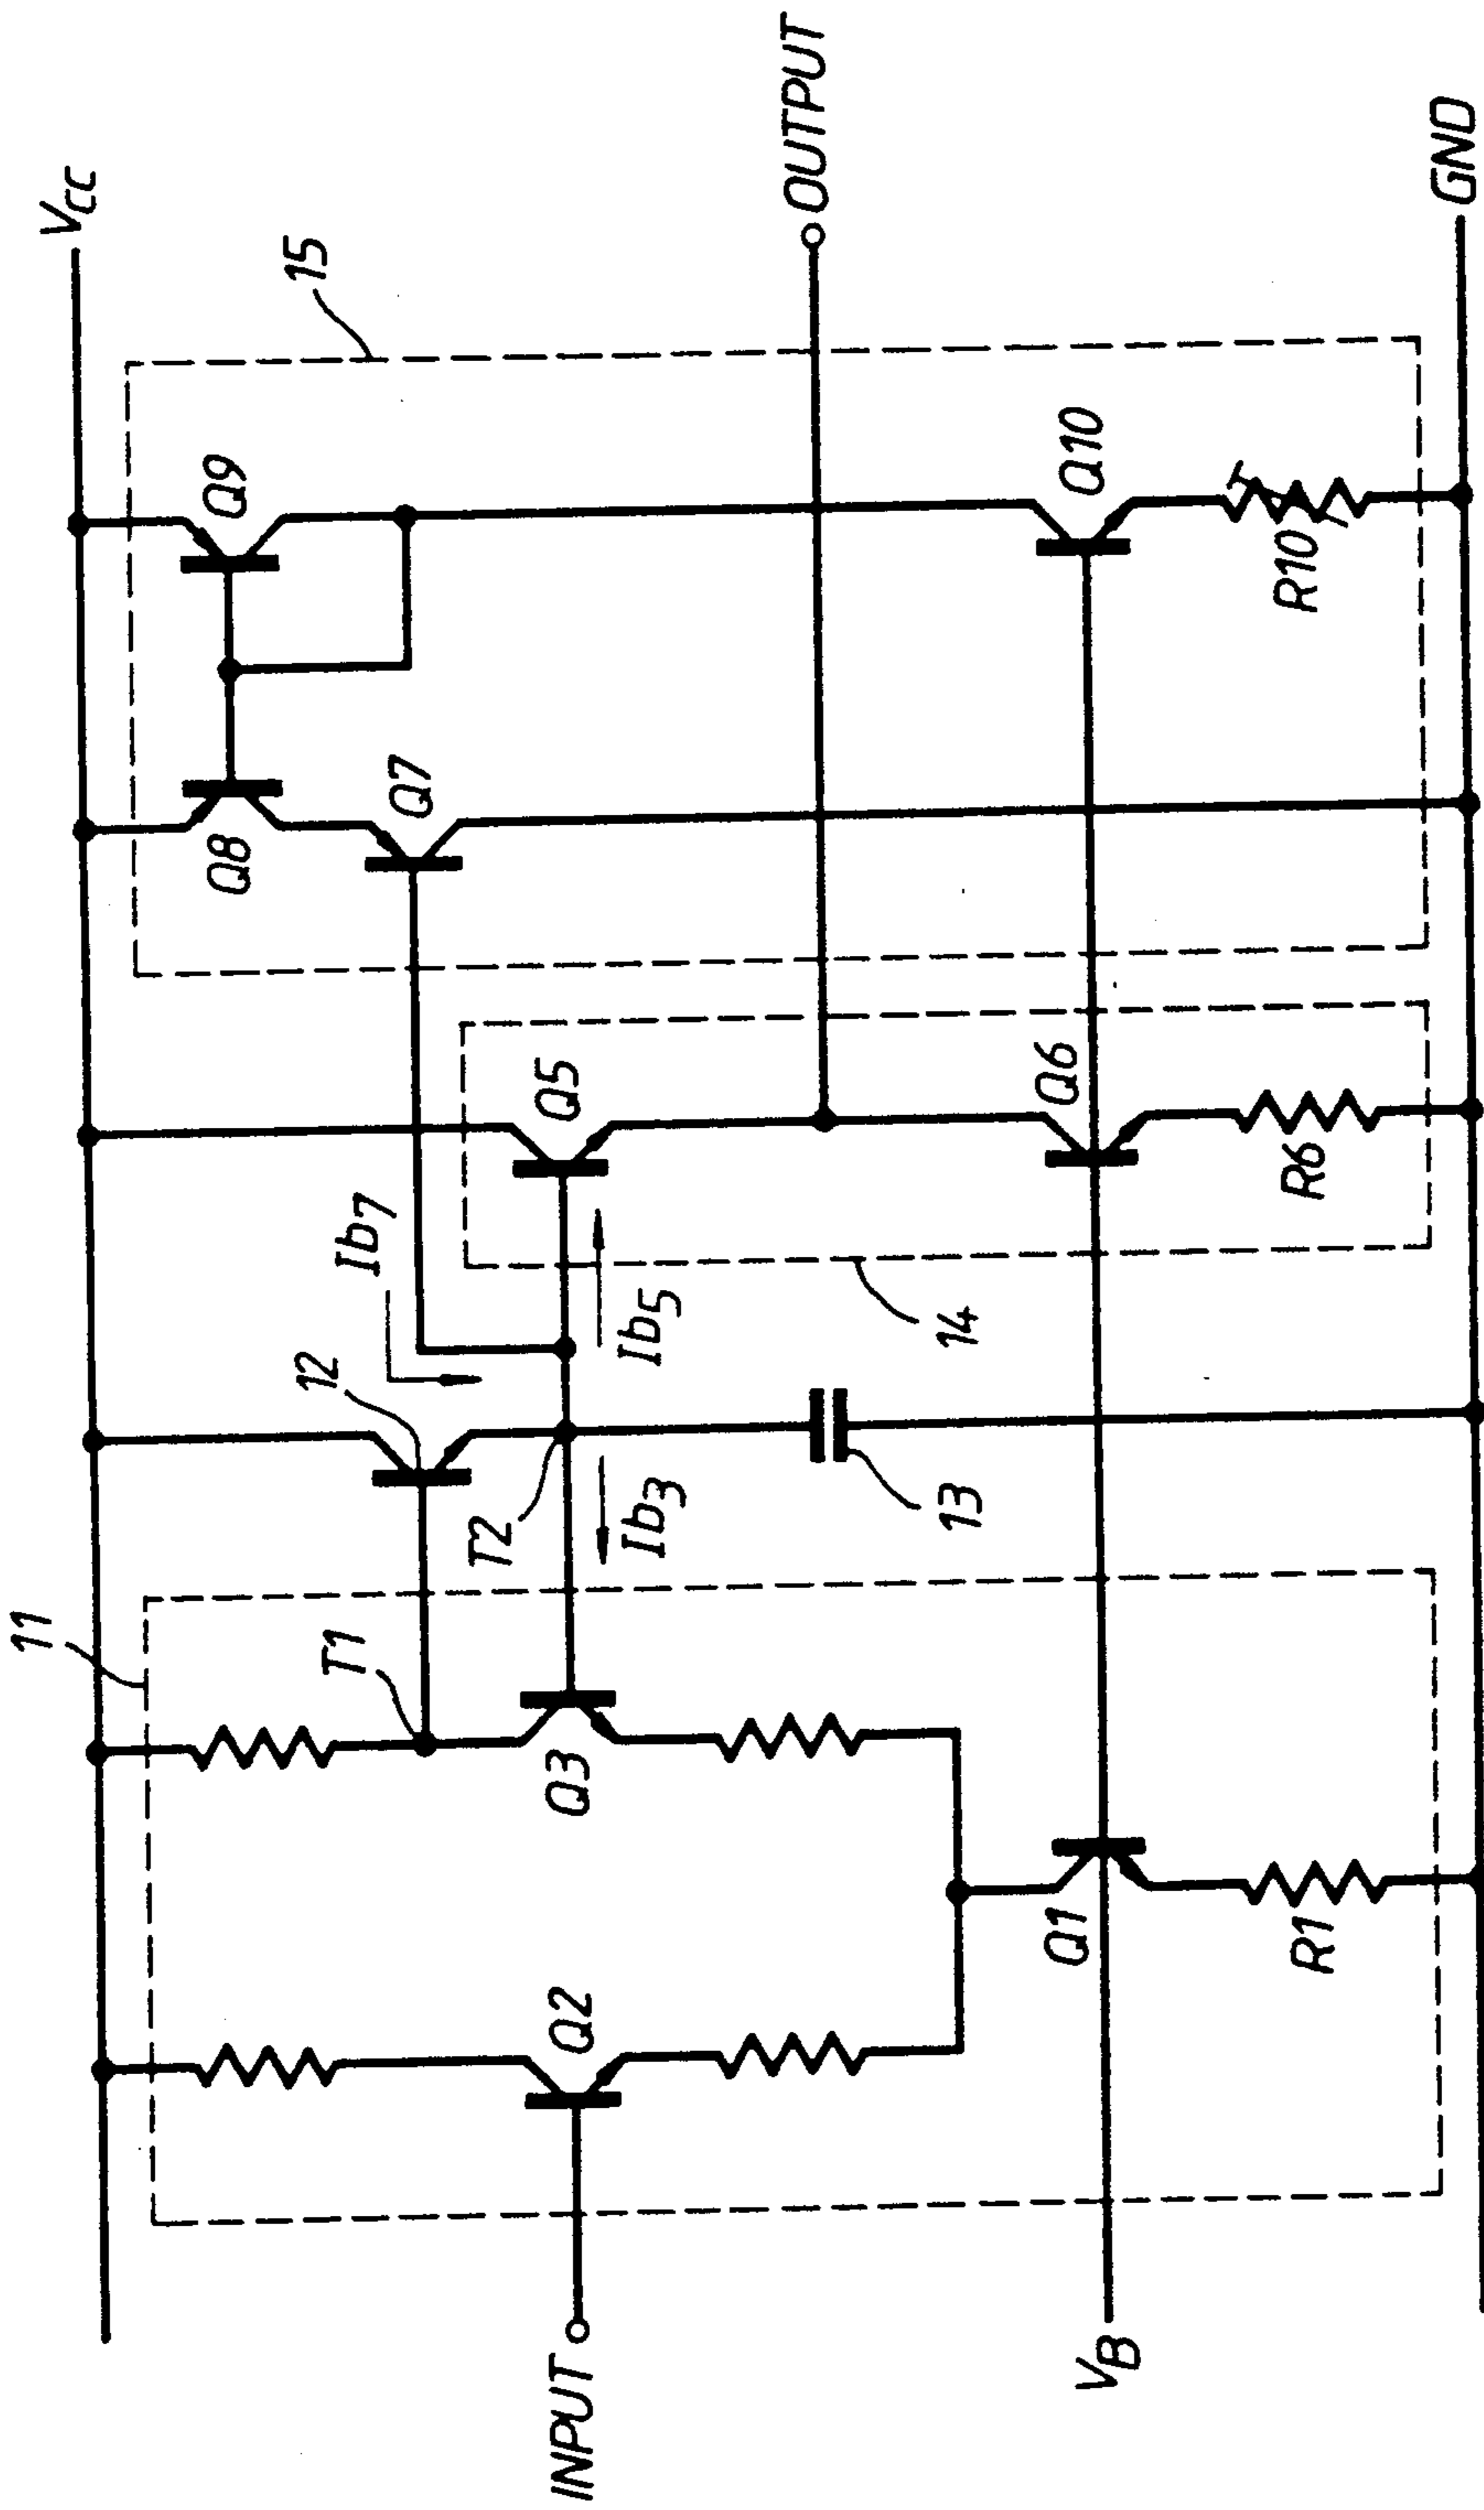 VCC
11
12
15
T1
T2
Ib7
Q8
Q9
Q7
INPUT
Q2
Q3
Ib3
Ib5
Q5
OUTPUT
13
14
VB
Q1
Q6
Q10
R1
R6
R10
GND